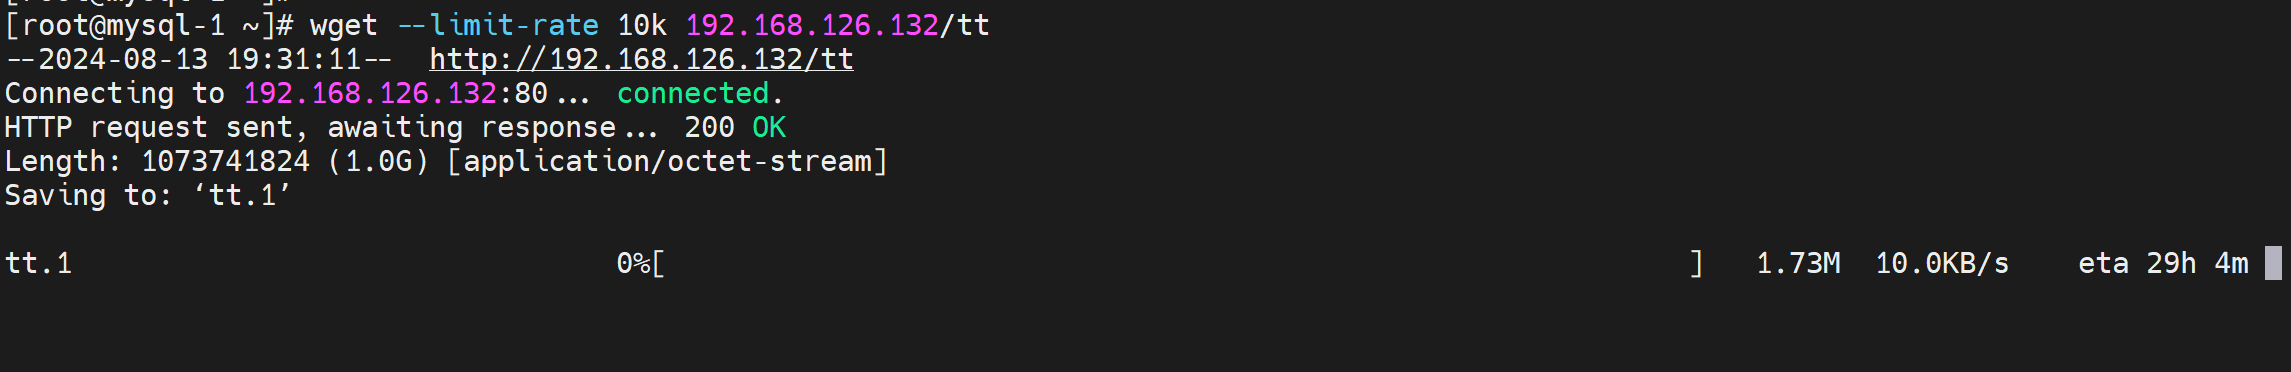 [root@mysql-1 ~]#
[root@mysql-1 ~]# wget --limit-rate 10k 192.168.126.132/tt
--2024-08-13 19:31:11--  http://192.168.126.132/tt
Connecting to 192.168.126.132:80... connected.
HTTP request sent, awaiting response... 200 OK
Length: 1073741824 (1.0G) [application/octet-stream]
Saving to: ‘tt.1’
tt.1 0%[ ] 1.73M 10.0KB/s eta 29h 4m